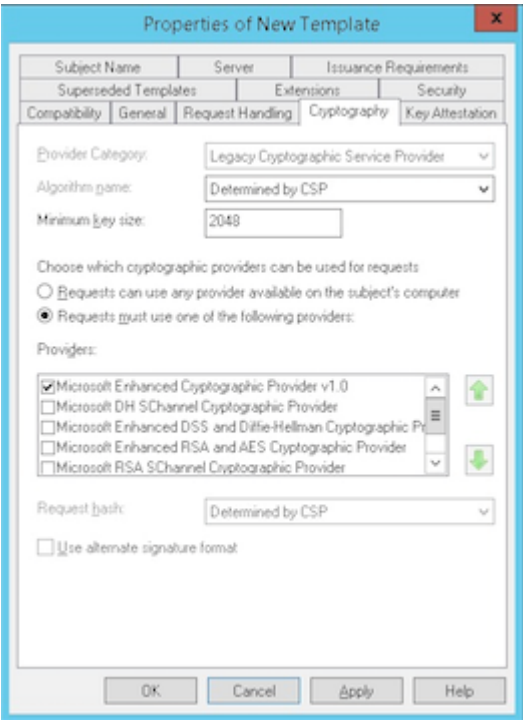 Properties of New Template
x
Subject Name Server Issuance Requirements
Superseded Templates Extensions Security
Compatibility General Request Handling Cryptography Key Attestation
Provider Category: Legacy Cryptographic Service Provider
Algorithm name: Determined by CSP
Minimum key size: 2048
Choose which cryptographic providers can be used for requests
Requests can use any provider available on the subject's computer
Requests must use one of the following providers:
Providers:
Microsoft Enhanced Cryptographic Provider v1.0
Microsoft DH SChannel Cryptographic Provider
Microsoft Enhanced DSS and Diffie-Hellman Cryptographic Pr
Microsoft Enhanced RSA and AES Cryptographic Provider
Microsoft RSA SChannel Cryptographic Provider
Request hash: Determined by CSP
Use alternate signature format
OK Cancel Apply Help